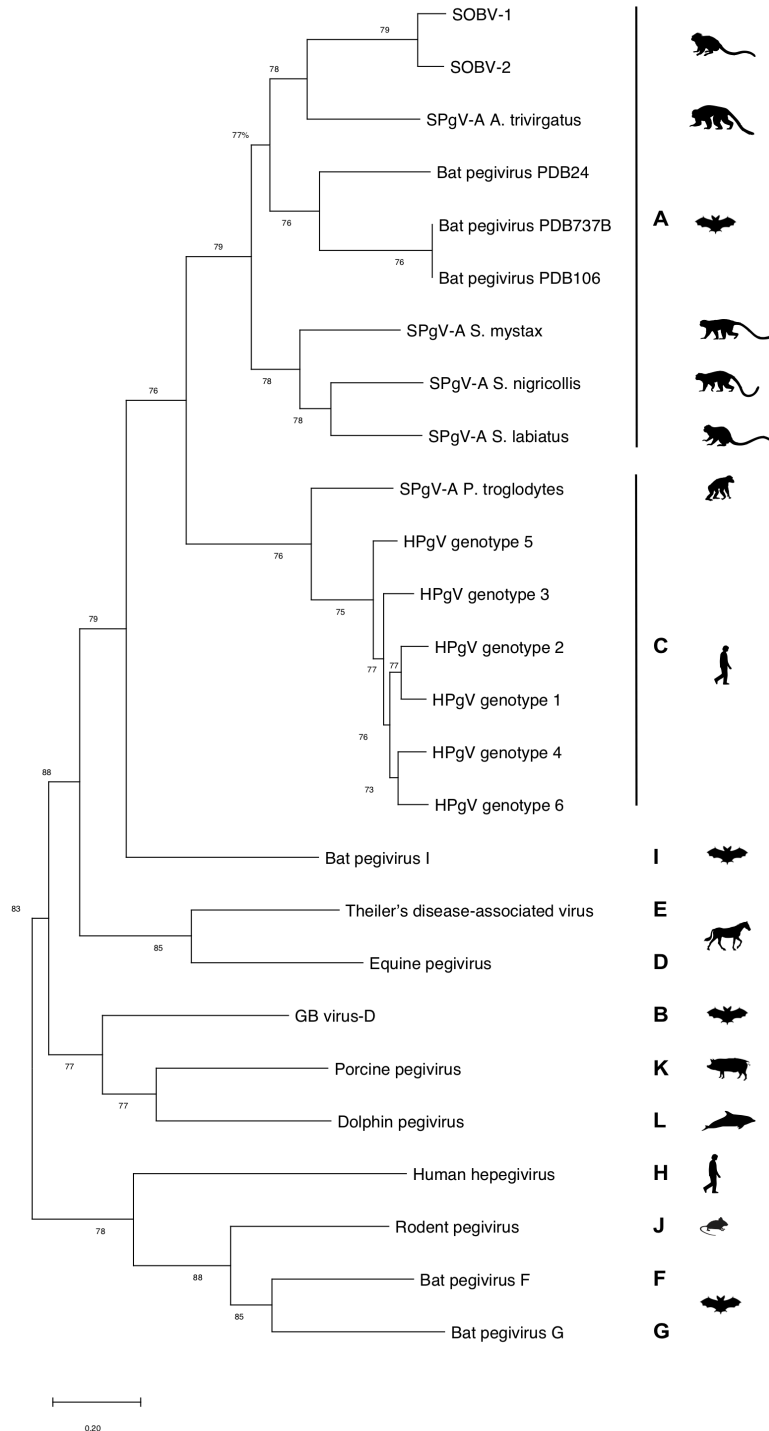 SOBV-1
79
SOBV-2
78
SPgV-A A. trivirgatus
77%
Bat pegivirus PDB24
76
Bat pegivirus PDB737B
A
79
76
Bat pegivirus PDB106
SPgV-A S. mystax
78
SPgV-A S. nigricollis
76
78
SPgV-A S. labiatus
SPgV-A P. troglodytes
76
HPgV genotype 5
HPgV genotype 3
75
79
HPgV genotype 2
C
77
77
HPgV genotype 1
76
HPgV genotype 4
88
73
HPgV genotype 6
Bat pegivirus I
I
83
Theiler's disease-associated virus
E
85
Equine pegivirus
D
GB virus-D
B
77
Porcine pegivirus
K
77
Dolphin pegivirus
L
Human hepegivirus
H
78
Rodent pegivirus
J
88
Bat pegivirus F
F
85
Bat pegivirus G
G
0.20